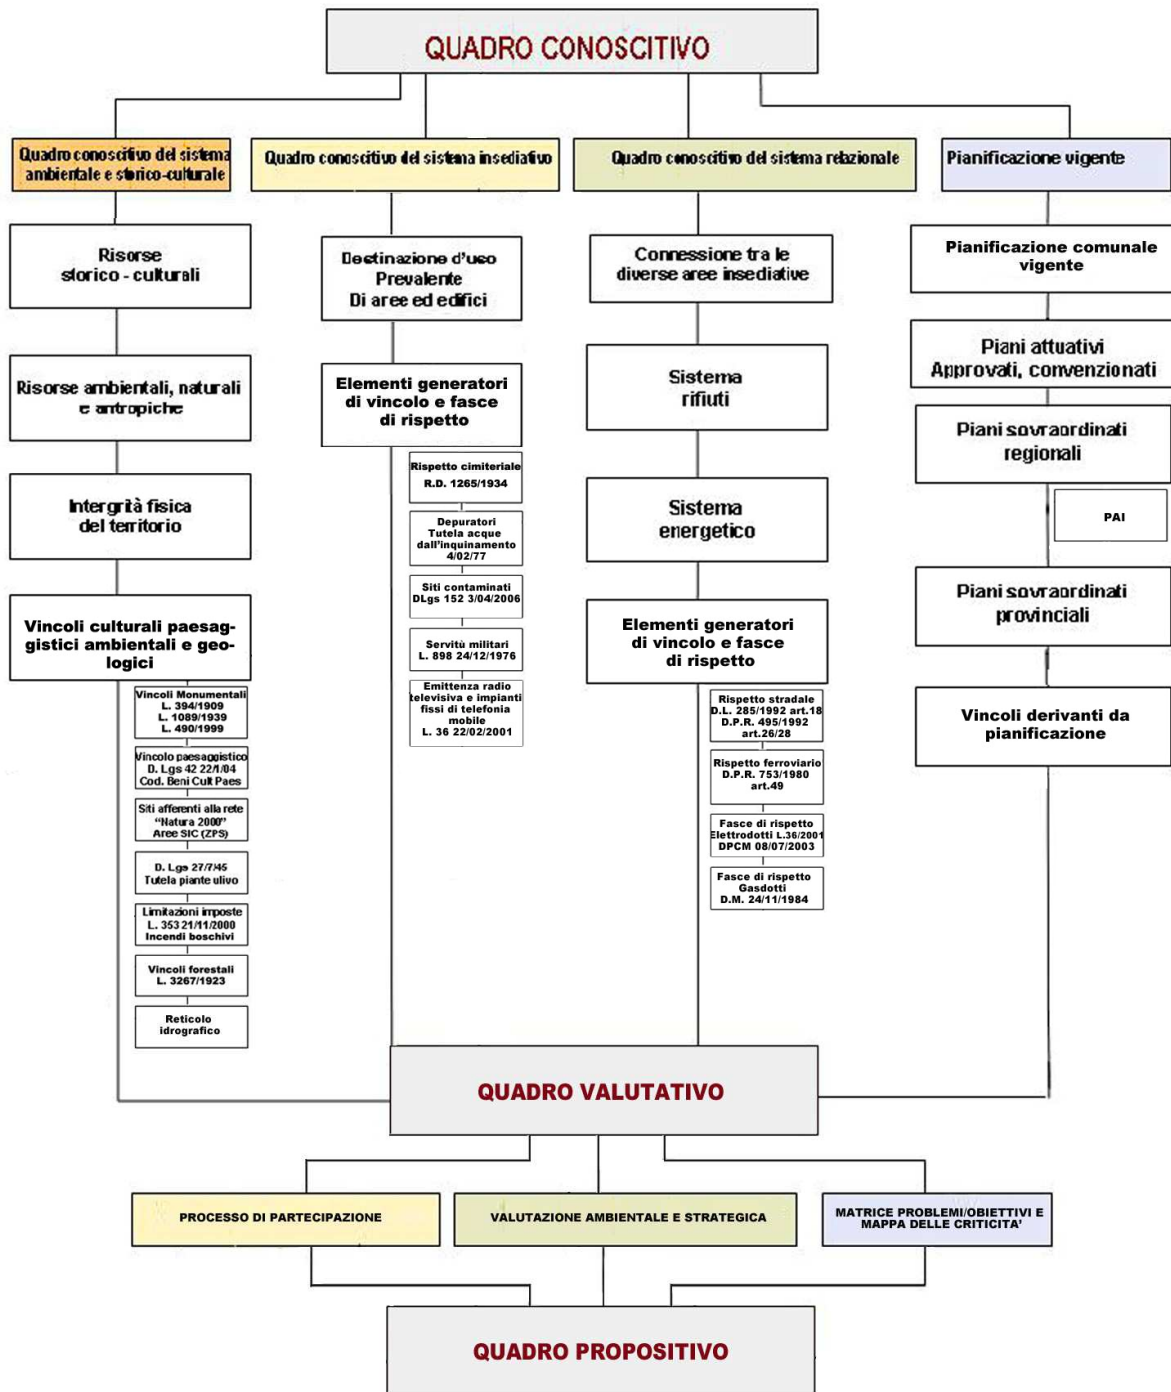 QUADRO CONOSCITIVO
Quadro conoscitivo del sistema
ambientale e storico-culturale
Risorse
storico - culturali
Risorse ambientali, naturali
e antropiche
Intergrità fisica
del territorio
Vincoli culturali paesag-
gistici ambientali e geo-
logici
Vincoli Monumentali
L. 394/1909
L. 1089/1939
L. 490/1999
Vincolo paesaggistico
D. Lgs 42 22/1/04
Cod. Beni Cult Paes
Siti afferenti alla rete
“Natura 2000”
Aree SIC (ZPS)
D. Lgs 27/7/45
Tutela piante ulivo
Limitazioni imposte
L. 353 21/11/2000
Incendi boschivi
Vincoli forestali
L. 3267/1923
Reticolo
idrografico
Quadro conoscitivo del sistema insediativo
Destinazione d'uso
Prevalente
Di aree ed edifici
Elementi generatori
di vincolo e fasce
di rispetto
Rispetto cimiteriale
R.D. 1265/1934
Depuratori
Tutela acque
dall'inquinamento
4/02/77
Siti contaminati
DLgs 152 3/04/2006
Servitù militari
L. 898 24/12/1976
Emittenza radio
televisiva e impianti
fissi di telefonia
mobile
L. 36 22/02/2001
Quadro conoscitivo del sistema relazionale
Connessione tra le
diverse aree insediative
Sistema
rifiuti
Sistema
energetico
Elementi generatori
di vincolo e fasce
di rispetto
Rispetto stradale
D.L. 285/1992 art.18
D.P.R. 495/1992
art.26/28
Rispetto ferroviario
D.P.R. 753/1980
art.49
Fasce di rispetto
Elettrodotti L.36/2001
DPCM 08/07/2003
Fasce di rispetto
Gasdotti
D.M. 24/11/1984
Pianificazione vigente
Pianificazione comunale
vigente
Piani attuativi
Approvati, convenzionati
Piani sovraordinati
regionali
PAI
Piani sovraordinati
provinciali
Vincoli derivanti da
pianificazione
QUADRO VALUTATIVO
PROCESSO DI PARTECIPAZIONE
VALUTAZIONE AMBIENTALE E STRATEGICA
MATRICE PROBLEMI/OBIETTIVI E
MAPPA DELLE CRITICITA'
QUADRO PROPOSITIVO